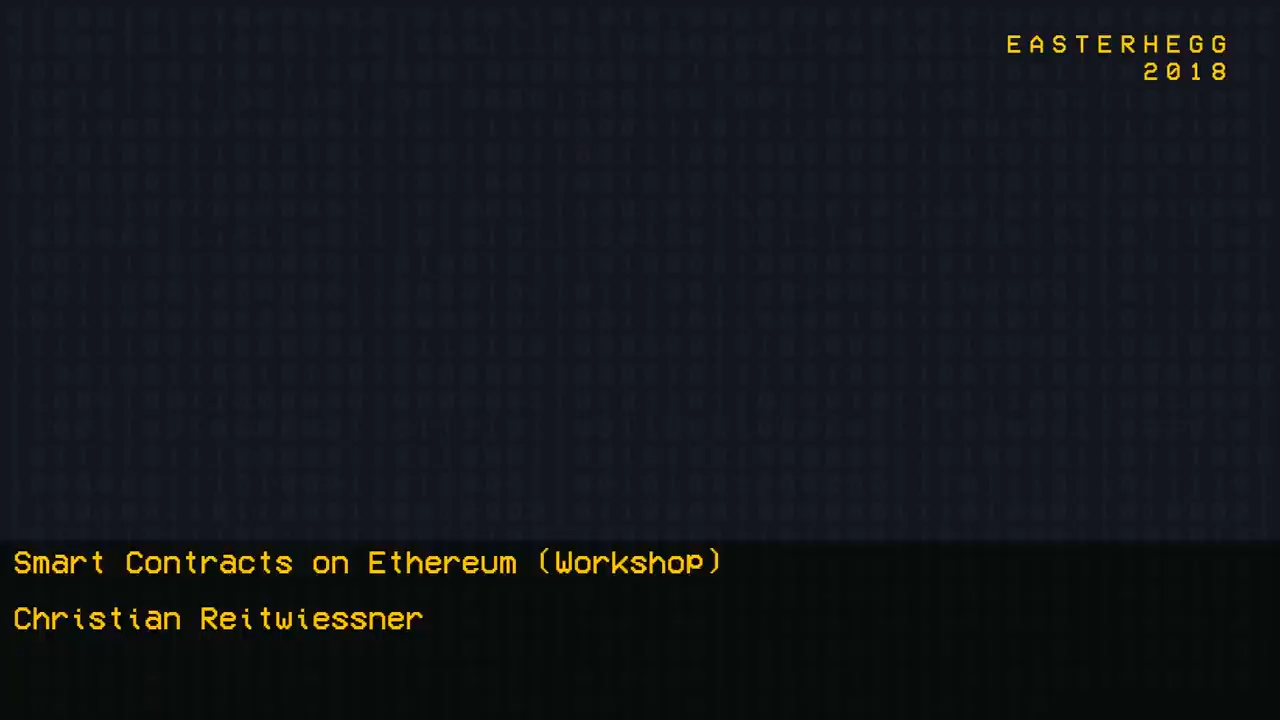 EASTERHEGG
2018
Smart Contracts on Ethereum (Workshop)
Christian Reitwiessner